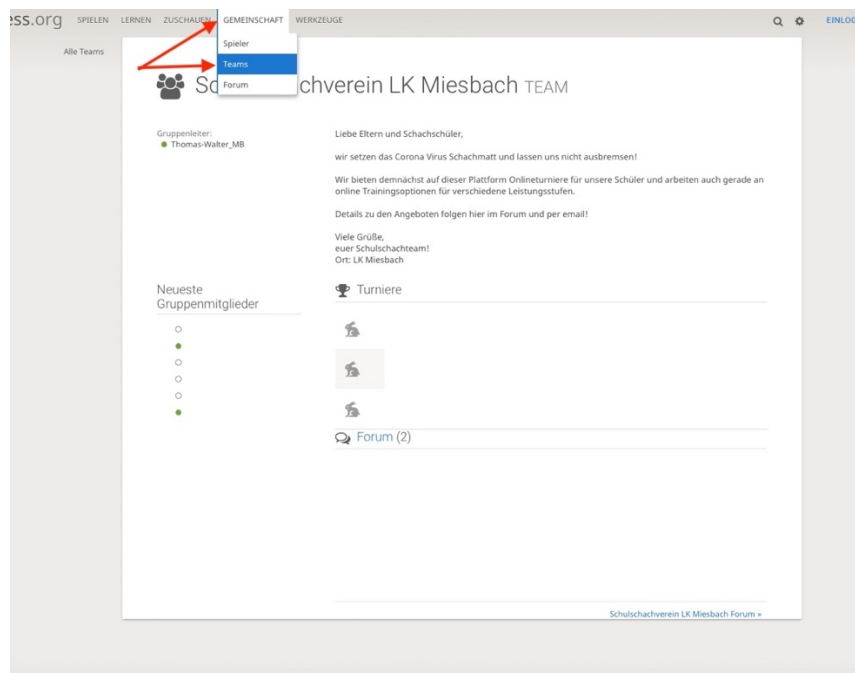 ess.org SPIELEN LERNEN ZUSCHAUEN GEMEINSCHAFT WERKZEUGE EINLOG
Spieler
Teams
Forum
Alle Teams
chverein LK Miesbach TEAM
Gruppenleiter:
Thomas-Walter_MB
Liebe Eltern und Schachschüler,
wir setzen das Corona Virus Schachmatt und lassen uns nicht ausbremsen!
Wir bieten demnächst auf dieser Plattform Onlineturniere für unsere Schüler und arbeiten auch gerade an
online Trainingsoptionen für verschiedene Leistungsstufen.
Details zu den Angeboten folgen hier im Forum und per email!
Viele Grüße,
euer Schulschachteam!
Ort: LK Miesbach
Neueste
Gruppenmitglieder
Turniere
Forum (2)
Schulschachverein LK Miesbach Forum »